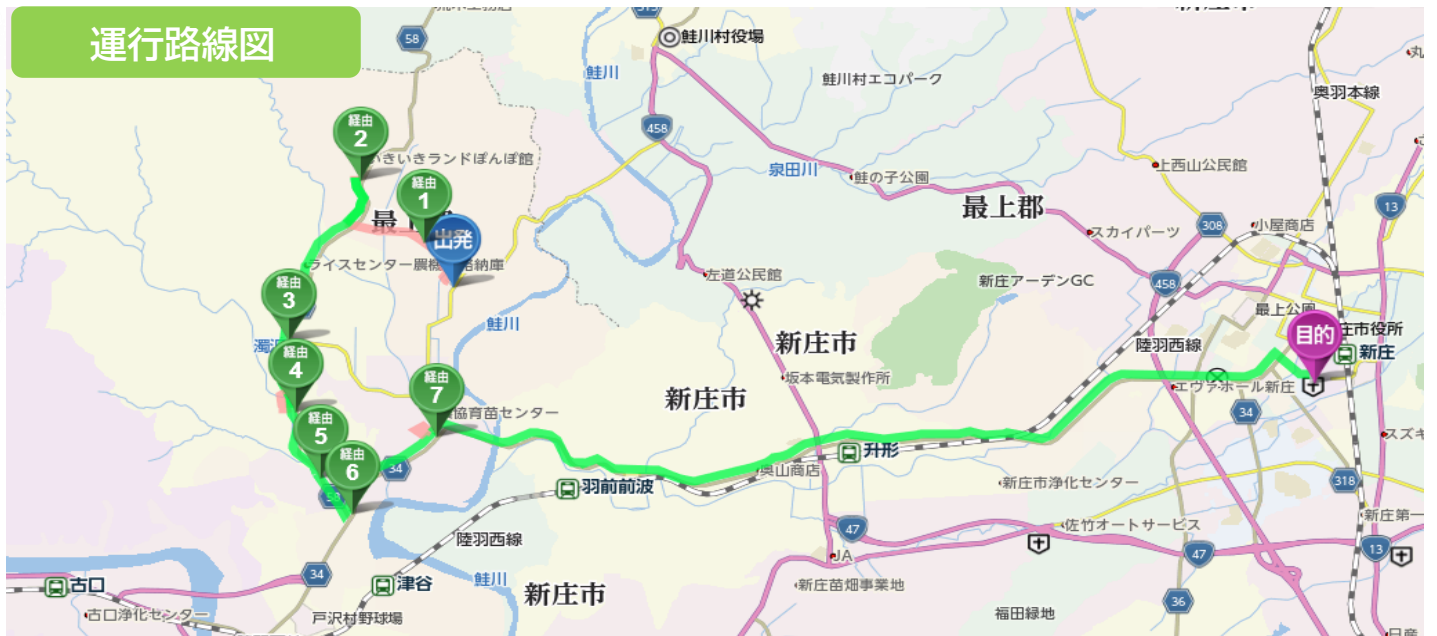 運行路線図
58
鮭川村役場
鮭川
鮭川村エコパーク
奥羽本線
458
経由
2
いきいきランドぽんぽ館
泉田川
鮭の子公園
上西山公民館
経由
1
最上郡
13
308
小屋商店
スカイパーツ
出発
ライスセンター農機
納庫
左道公民館
新庄アーデンGC
458
経由
3
最上公園
鮭川
目的
庄市役所
新庄
新庄市
陸羽西線
経由
4
坂本電気製作所
エヴァホール新庄
経由
7
新庄市
34
協育苗センター
経由
5
スズキ
経由
6
34
升形
奥山商店
新庄市浄化センター
318
羽前前波
58
新庄第一
佐竹オートサービス
47
陸羽西線
JA
47
13
34
古口
津谷
鮭川
新庄市
新庄苗畑事業地
36
古口浄化センター
戸沢村野球場
福田緑地
日産